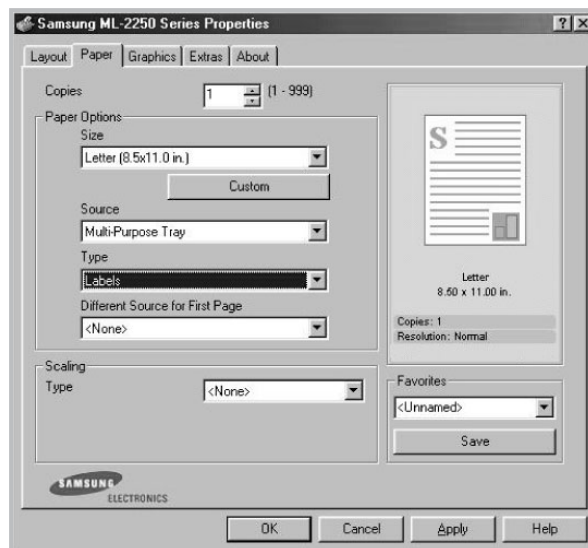 Samsung ML-2250 Series Properties
Layout Paper Graphics Extras About
Copies 1 (1 - 999)
Paper Options
Size
Letter (8.5x11.0 in.)
Custom
Source
Multi-Purpose Tray
Type
Labels
Different Source for First Page
<None>
Scaling
Type <None>
S
Letter
8.50 x 11.00 in.
Copies: 1
Resolution: Normal
Favorites
<Unnamed>
Save
SAMSUNG
ELECTRONICS
OK Cancel Apply Help